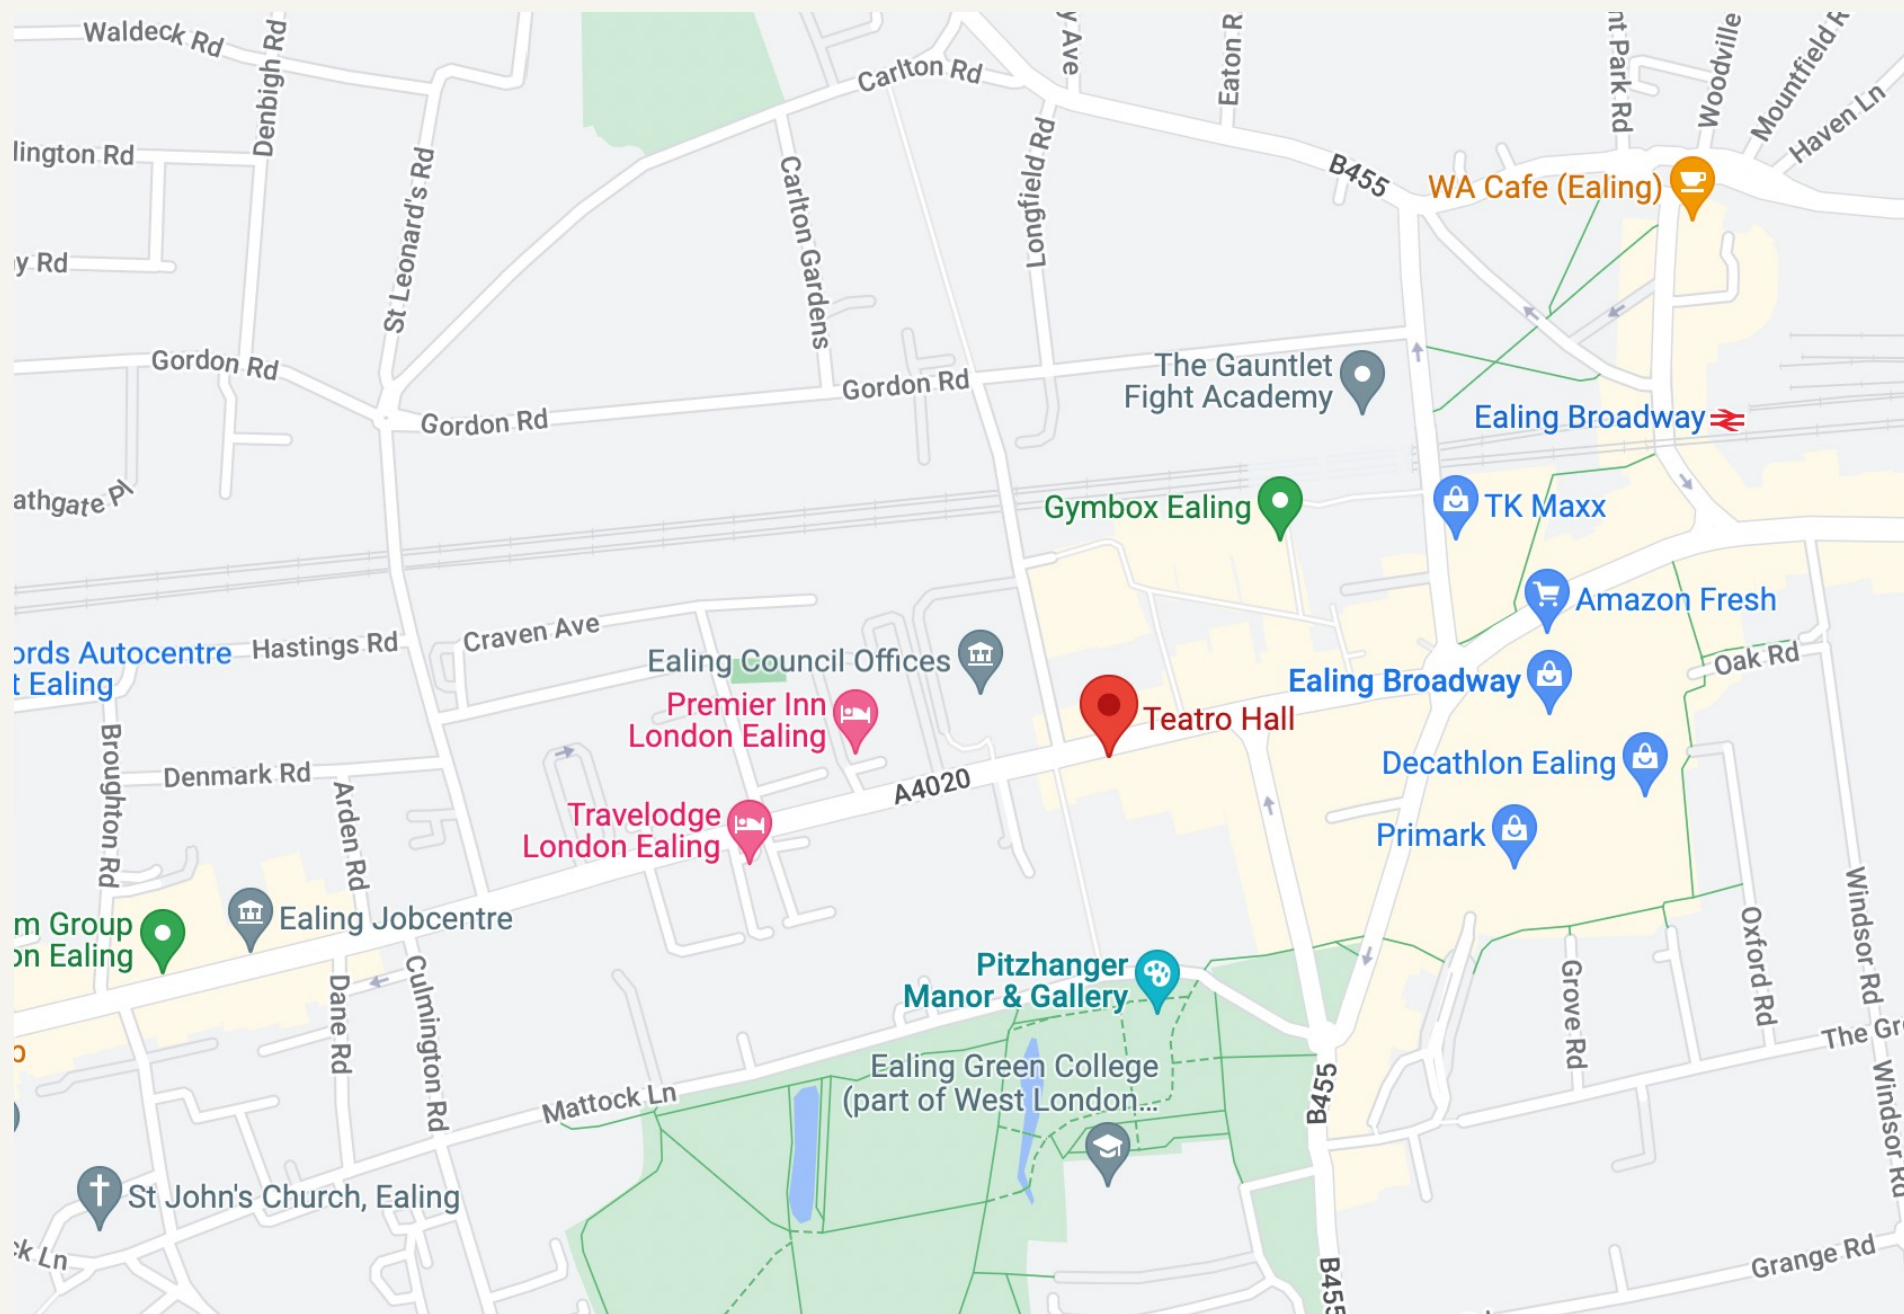 Waldeck Rd
Denbigh Rd
Carlton Rd
y Ave
Eaton R
nt Park Rd
Woodville
Mountfield R
Haven Ln
lington Rd
St Leonard's Rd
Carlton Gardens
Longfield Rd
B455
WA Cafe (Ealing)
y Rd
Gordon Rd
Gordon Rd
Gordon Rd
The Gauntlet
Fight Academy
Ealing Broadway
athgate Pl
Gymbox Ealing
TK Maxx
Amazon Fresh
ords Autocentre
t Ealing
Hastings Rd
Craven Ave
Ealing Council Offices
Oak Rd
Ealing Broadway
Premier Inn
London Ealing
Teatro Hall
Broughton Rd
Denmark Rd
Arden Rd
A4020
Decathlon Ealing
Travelodge
London Ealing
Primark
m Group
on Ealing
Ealing Jobcentre
Windsor Rd
Oxford Rd
Pitzhanger
Manor & Gallery
Dane Rd
Culmington Rd
Grove Rd
The Gr
p
Mattock Ln
Ealing Green College
(part of West London...
B455
Windsor Rd
St John's Church, Ealing
ck Ln
B455
Grange Rd